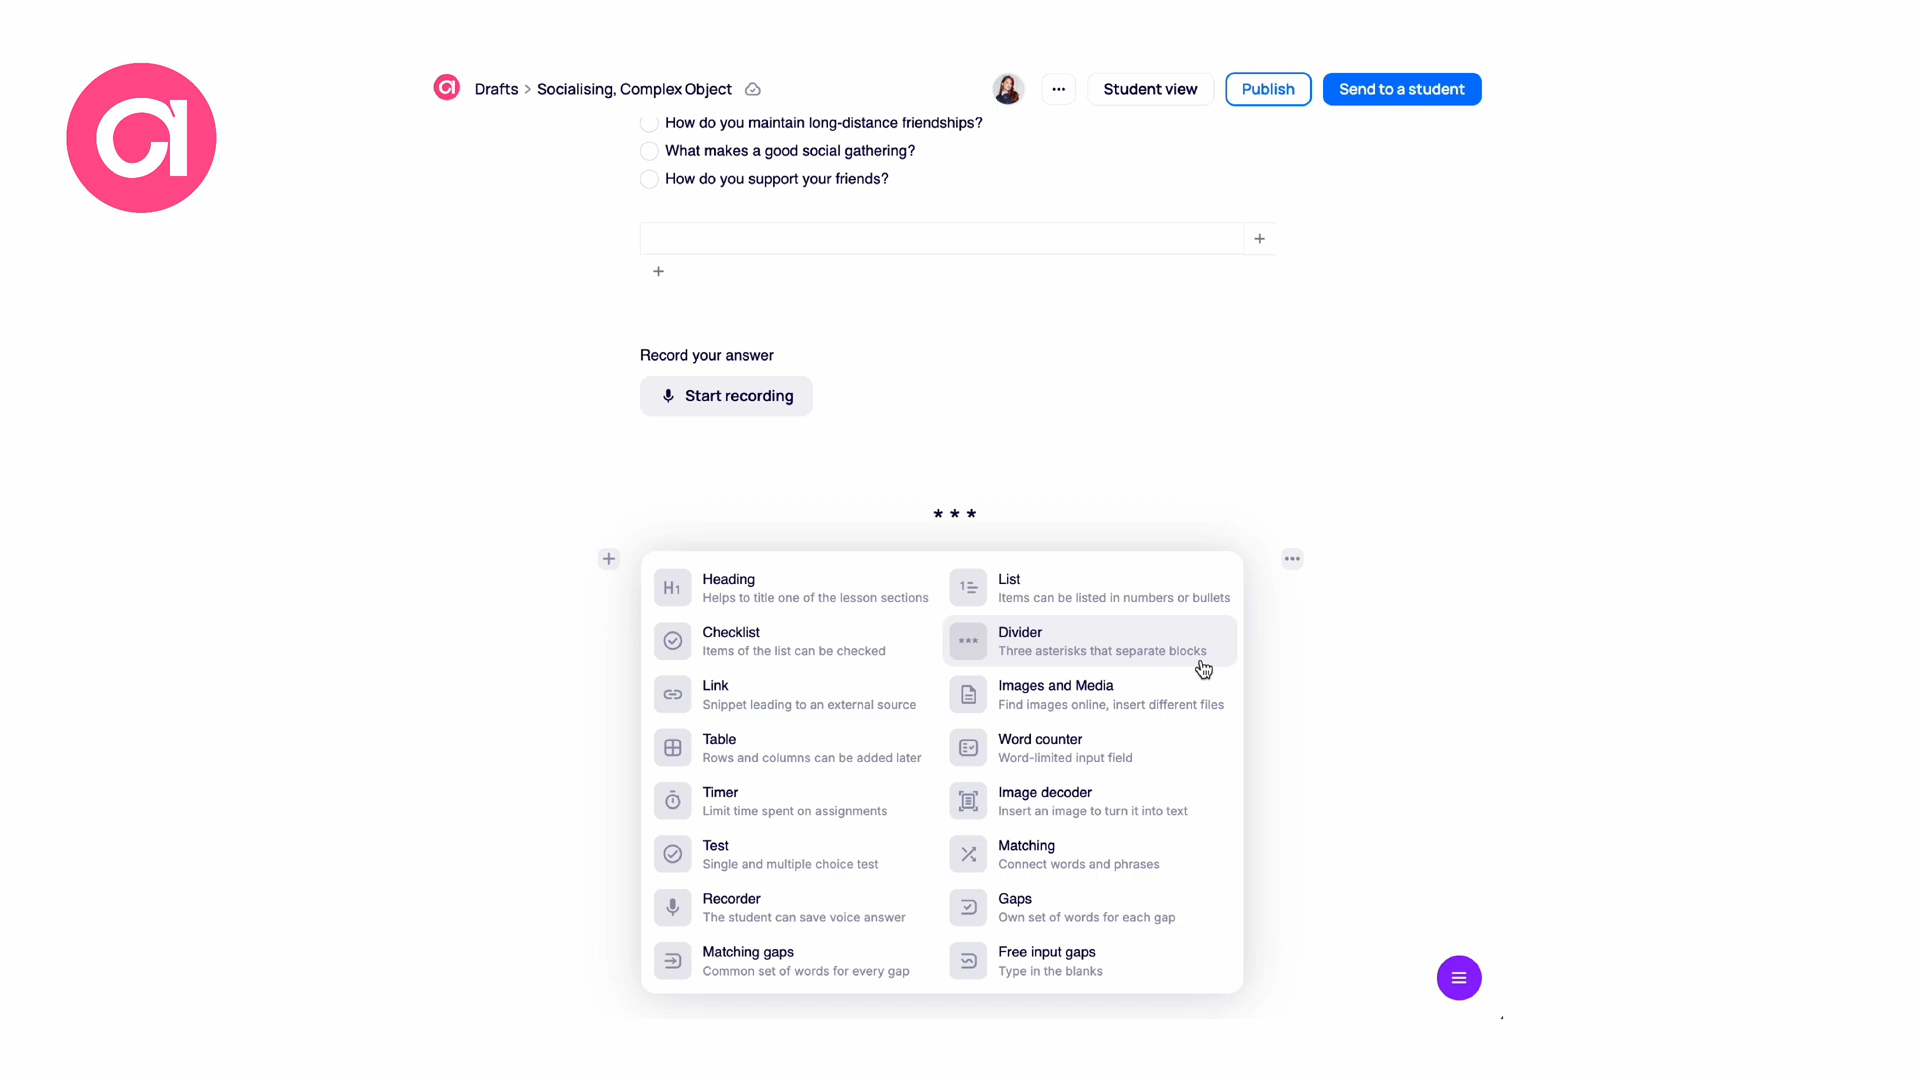 Drafts > Socialising, Complex Object
Student view
Publish
Send to a student
How do you maintain long-distance friendships?
What makes a good social gathering?
How do you support your friends?
+
+
Record your answer
Start recording
* * *
+
H1
Heading
Helps to title one of the lesson sections
List
Items can be listed in numbers or bullets
Checklist
Items of the list can be checked
***
Divider
Three asterisks that separate blocks
Link
Snippet leading to an external source
Images and Media
Find images online, insert different files
Table
Rows and columns can be added later
Word counter
Word-limited input field
Timer
Limit time spent on assignments
Image decoder
Insert an image to turn it into text
Test
Single and multiple choice test
Matching
Connect words and phrases
Recorder
The student can save voice answer
Gaps
Own set of words for each gap
Matching gaps
Common set of words for every gap
Free input gaps
Type in the blanks